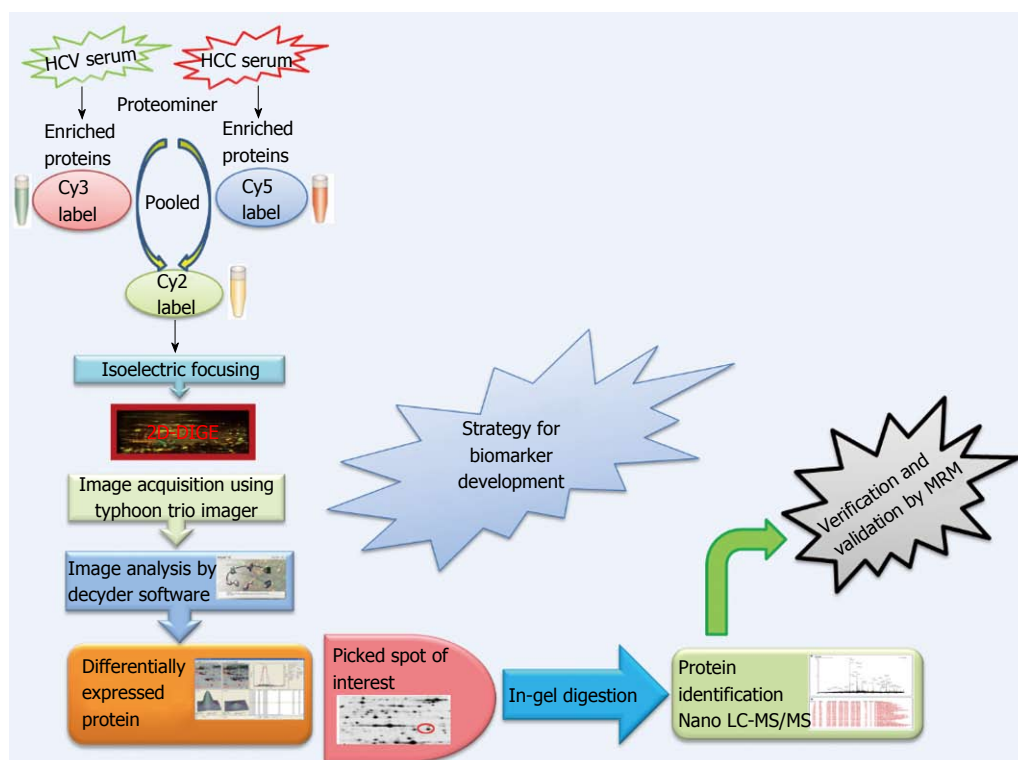 HCV serum
HCC serum
Proteominer
Enriched
proteins
Enriched
proteins
Cy3
label
Pooled
Cy5
label
Cy2
label
Isoelectric focusing
2D-DIGE
Image acquisition using
typhoon trio imager
Image analysis by
decyder software
Strategy for
biomarker
development
Verification and
validation by MRM
Differentially
expressed
protein
Picked spot of
interest
In-gel digestion
Protein
identification
Nano LC-MS/MS